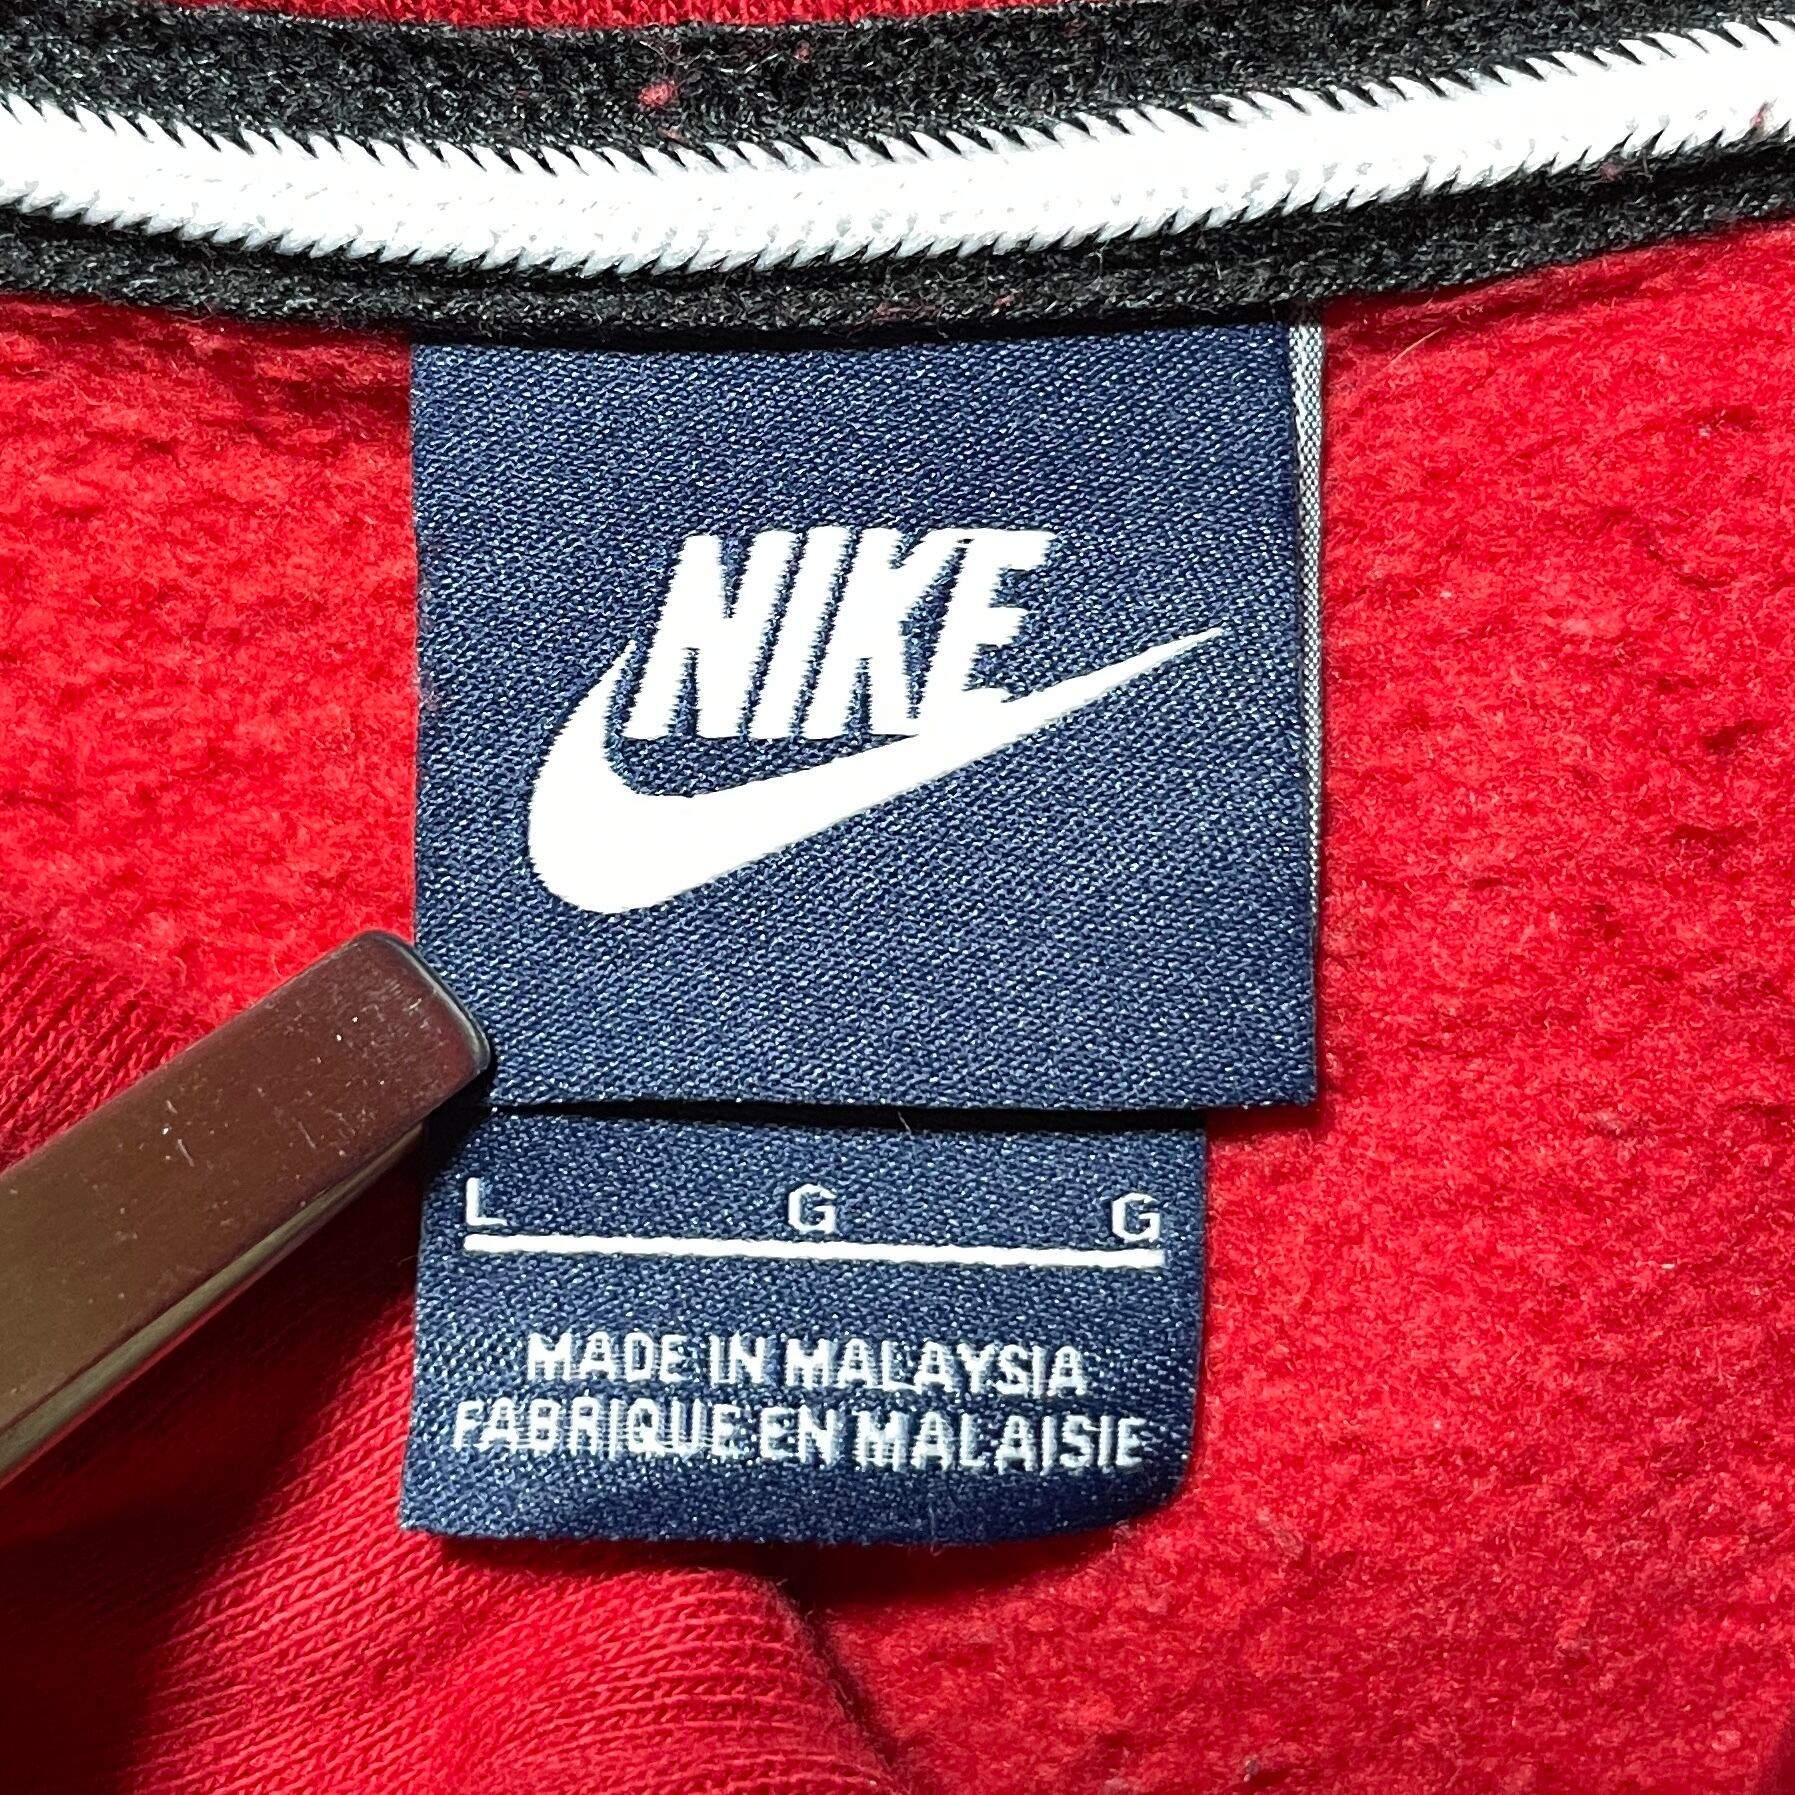 NIKE
L G G
MADE IN MALAYSIA
FABRIQUE EN MALAISIE